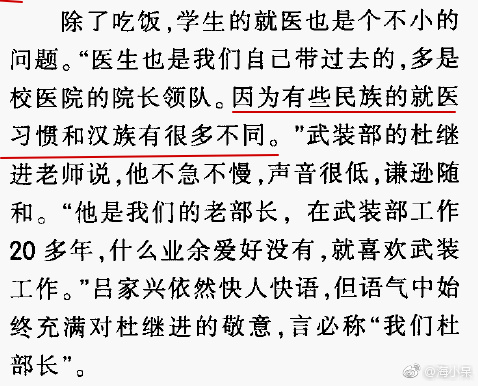 除了吃饭，学生的就医也是个不小的
问题。“医生也是我们自己带过去的，多是
校医院的院长领队。因为有些民族的就医
习惯和汉族有很多不同。”武装部的杜继
进老师说，他不急不慢，声音很低，谦逊随
和。“他是我们的老部长，在武装部工作
20多年，什么业余爱好没有，就喜欢武装
工作。”吕家兴依然快人快语，但语气中始
终充满对杜继进的敬意，言必称“我们杜
部长”。
@海小呆